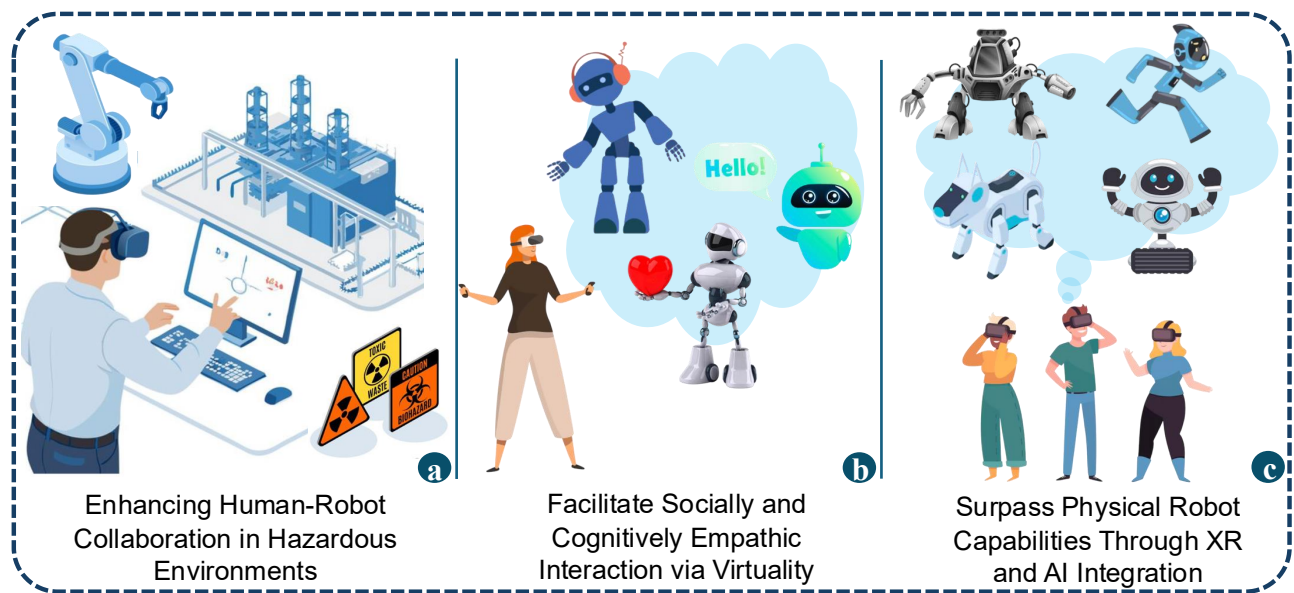 Hello!
TOXIC
WASTE
CAUTION
BIOHAZARD
a
b
c
Enhancing Human-Robot
Collaboration in Hazardous
Environments
Facilitate Socially and
Cognitively Empathic
Interaction via Virtuality
Surpass Physical Robot
Capabilities Through XR
and AI Integration